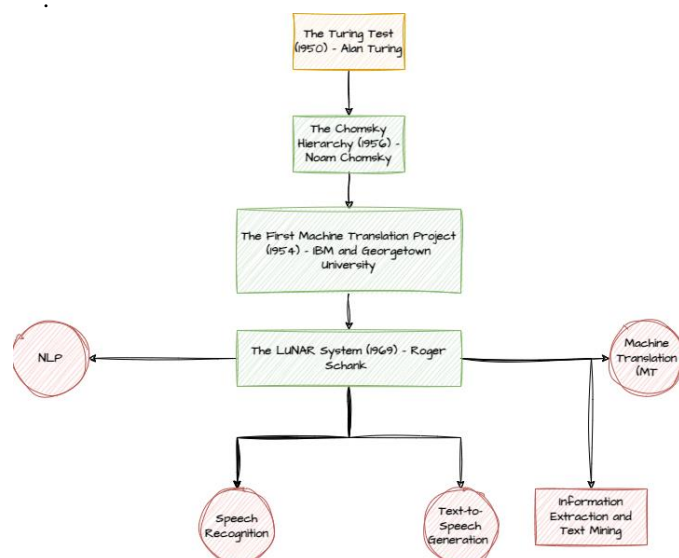 The Turing Test
(1950) - Alan Turing
The Chomsky
Hierarchy (1956) -
Noam Chomsky
The First Machine Translation Project
(1954) - IBM and Georgetown
University
NLP
The LUNAR System (1969) - Roger
Schank
Machine
Translation
(MT
Speech
Recognition
Text-to-
Speech
Generation
Information
Extraction and
Text Mining